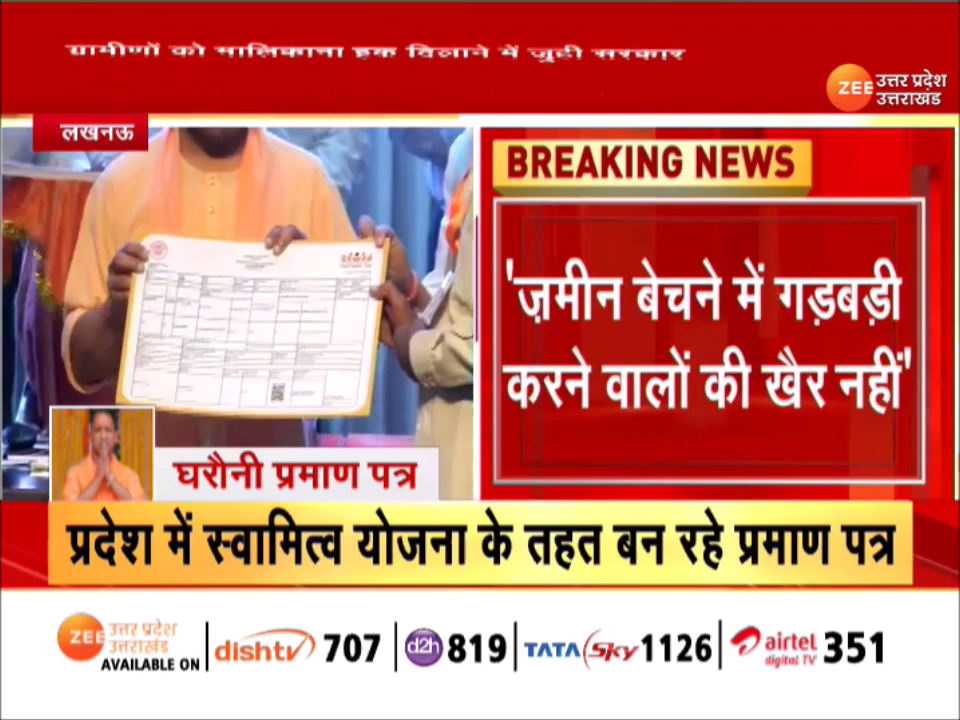 ग्रामीणों को मालिकाना हक दिलाने में जुटी सरकार
ZEE उत्तर प्रदेश
उत्तराखंड
लखनऊ
BREAKING NEWS
'ज़मीन बेचने में गड़बड़ी
करने वालों की खैर नहीं'
घरौनी प्रमाण पत्र
प्रदेश में स्वामित्व योजना के तहत बन रहे प्रमाण पत्र
ZEE उत्तर प्रदेश
उत्तराखंड
AVAILABLE ON
dishtv 707
d2h 819
TATA Sky 1126
airtel
digital TV 351